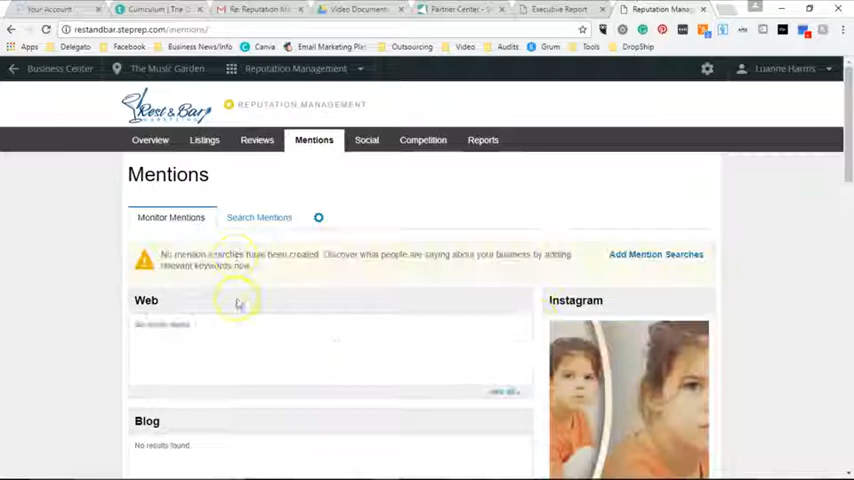 Your Account
Curriculum | The D
Re: Reputation M
Video Document
Partner Center - S
Executive Report
Reputation Mana
restandbar.steprep.com/mentions/
Apps
Delegato
Facebook
Business News/Info
Canva
Email Marketing Pla
Outsourcing
Video
Audits
Grum
Tools
DropShip
Business Center
The Music Garden
Reputation Management
Luanne Harms
Rest & Bar
REPUTATION MANAGEMENT
Overview
Listings
Reviews
Mentions
Social
Competition
Reports
Mentions
Monitor Mentions
Search Mentions
No mention searches have been created. Discover what people are saying about your business by adding
relevant keywords now.
Add Mention Searches
Web
Instagram
Blog
No results found.